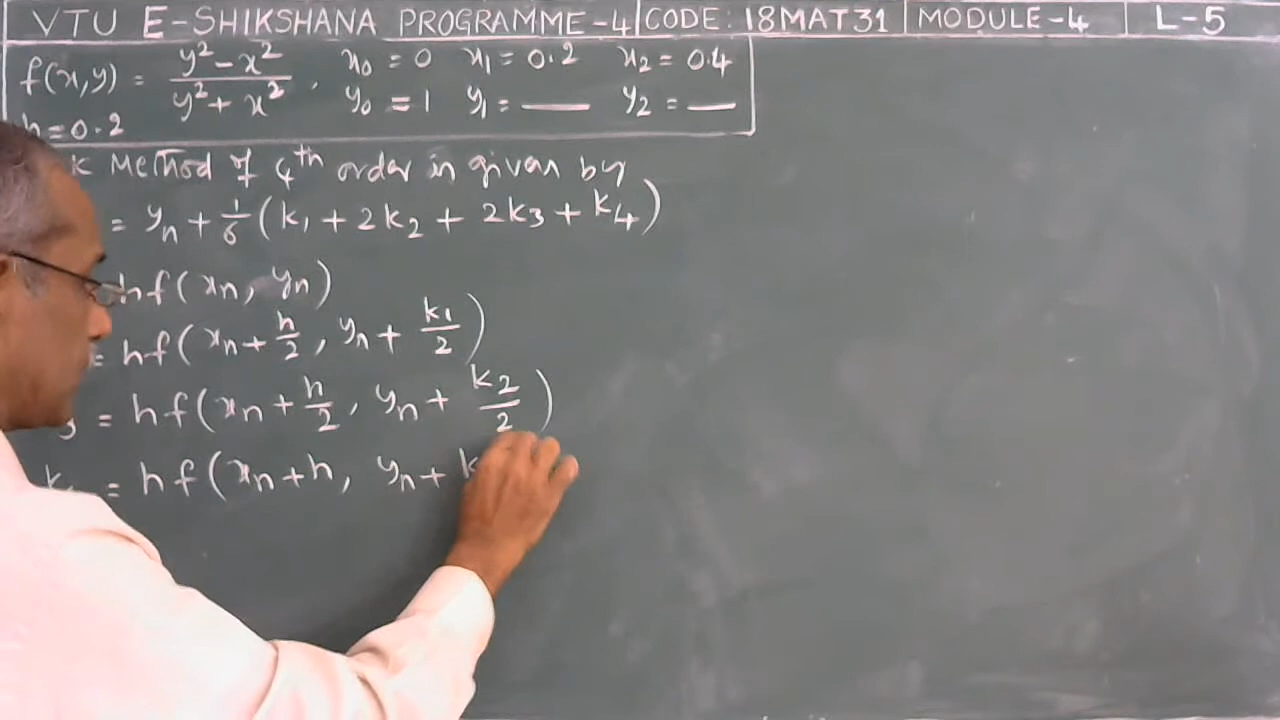 VTU E-SHIKSHANA PROGRAMME-4 | CODE: 18MAT31 | MODULE-4 | L-5
f(x,y) = (y² - x²)/(y² + x²), x₀ = 0 x₁ = 0.2 x₂ = 0.4
y₀ = 1 y₁ = ___ y₂ = __
h = 0.2
K Method of 4th order in given by
= yₙ + 1/6 (k₁ + 2k₂ + 2k₃ + k₄)
hf(xₙ, yₙ)
= hf(xₙ + h/2, yₙ + k₁/2)
₃ = hf(xₙ + h/2, yₙ + k₂/2)
k = hf(xₙ + h, yₙ + k